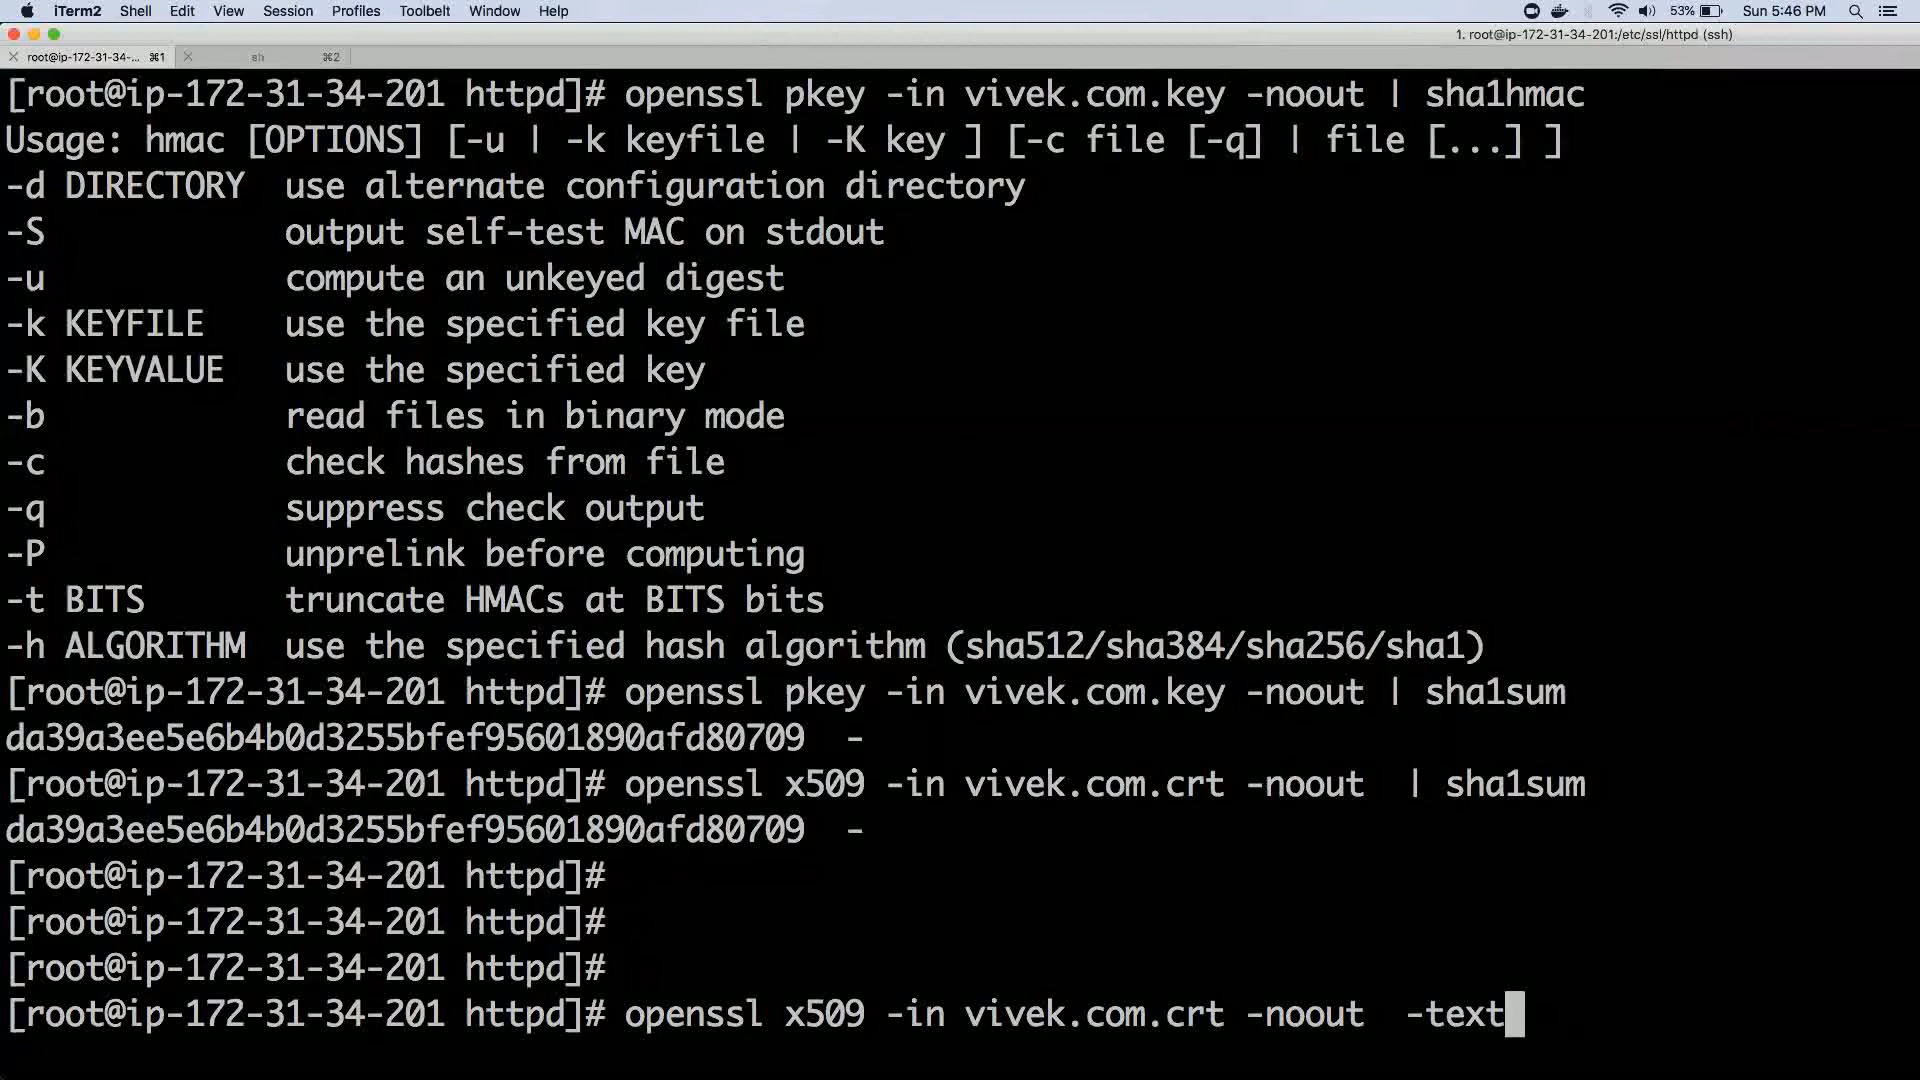 iTerm2 Shell Edit View Session Profiles Toolbelt Window Help 53% Sun 5:46 PM
1. root@ip-172-31-34-201:/etc/ssl/httpd (ssh)
root@ip-172-31-34-... ⌘1 sh ⌘2
[root@ip-172-31-34-201 httpd]# openssl pkey -in vivek.com.key -noout | sha1hmac
Usage: hmac [OPTIONS] [-u | -k keyfile | -K key ] [-c file [-q] | file [...] ]
-d DIRECTORY  use alternate configuration directory
-S            output self-test MAC on stdout
-u            compute an unkeyed digest
-k KEYFILE    use the specified key file
-K KEYVALUE   use the specified key
-b            read files in binary mode
-c            check hashes from file
-q            suppress check output
-P            unprelink before computing
-t BITS       truncate HMACs at BITS bits
-h ALGORITHM  use the specified hash algorithm (sha512/sha384/sha256/sha1)
[root@ip-172-31-34-201 httpd]# openssl pkey -in vivek.com.key -noout | sha1sum
da39a3ee5e6b4b0d3255bfef95601890afd80709  -
[root@ip-172-31-34-201 httpd]# openssl x509 -in vivek.com.crt -noout  | sha1sum
da39a3ee5e6b4b0d3255bfef95601890afd80709  -
[root@ip-172-31-34-201 httpd]#
[root@ip-172-31-34-201 httpd]#
[root@ip-172-31-34-201 httpd]#
[root@ip-172-31-34-201 httpd]# openssl x509 -in vivek.com.crt -noout  -text